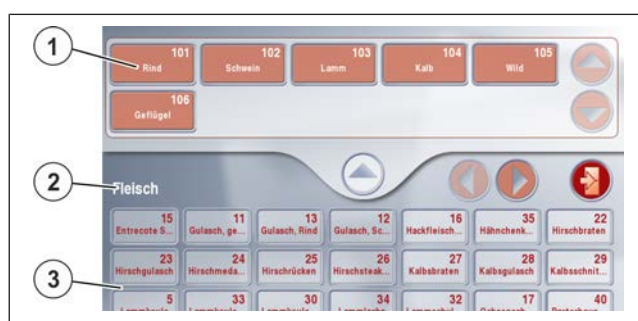 1
101 102 103 104 105
Rind Schwein Lamm Kalb Wild
106
Geflügel
2
Fleisch
15 11 13 12 16 35 22
Entrecote S... Gulasch, ge... Gulasch, Rind Gulasch, Sc... Hackfleisch... Hähnchenk... Hirschbraten
23 24 25 26 27 28 29
Hirschgulasch Hirschmeda... Hirschrücken Hirschsteak... Kalbsbraten Kalbsgulasch Kalbsschnit...
3
5 33 30 34 32 17 40